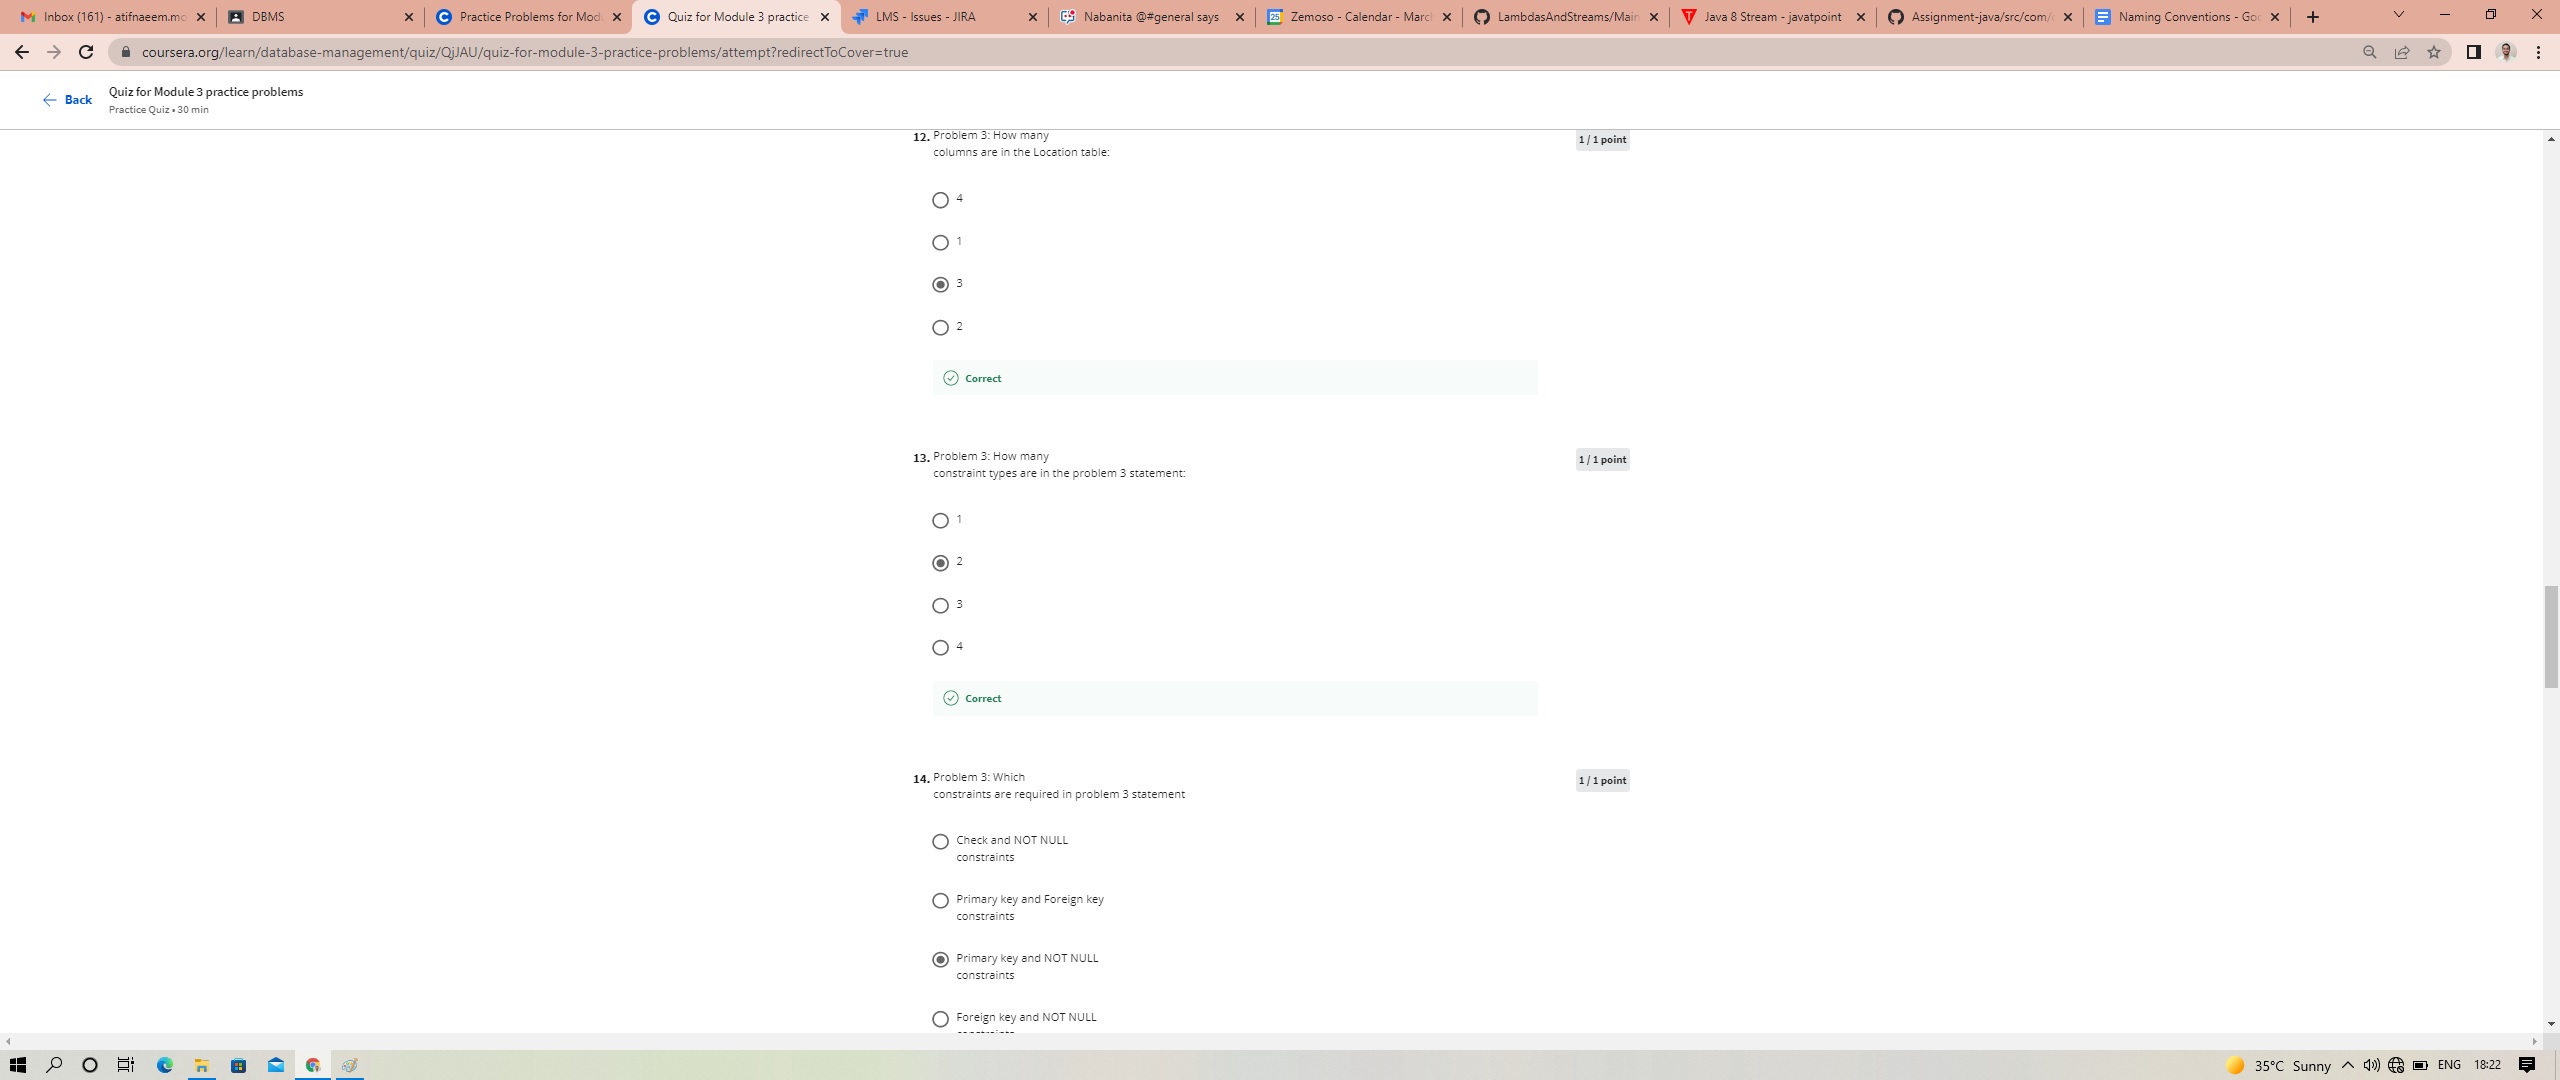 Inbox (161) - atifnaeem.mo
DBMS
Practice Problems for Mod
Quiz for Module 3 practice
LMS - Issues - JIRA
Nabanita @#general says
Zemoso - Calendar - Marc
LambdasAndStreams/Main
Java 8 Stream - javatpoint
Assignment-java/src/com/
Naming Conventions - Goo
coursera.org/learn/database-management/quiz/QjJAU/quiz-for-module-3-practice-problems/attempt?redirectToCover=true
Back
Quiz for Module 3 practice problems
Practice Quiz • 30 min
12. Problem 3: How many
columns are in the Location table:
1 / 1 point
4
1
3
2
Correct
13. Problem 3: How many
constraint types are in the problem 3 statement:
1 / 1 point
1
2
3
4
Correct
14. Problem 3: Which
constraints are required in problem 3 statement
1 / 1 point
Check and NOT NULL
constraints
Primary key and Foreign key
constraints
Primary key and NOT NULL
constraints
Foreign key and NOT NULL
35°C Sunny
ENG
18:22